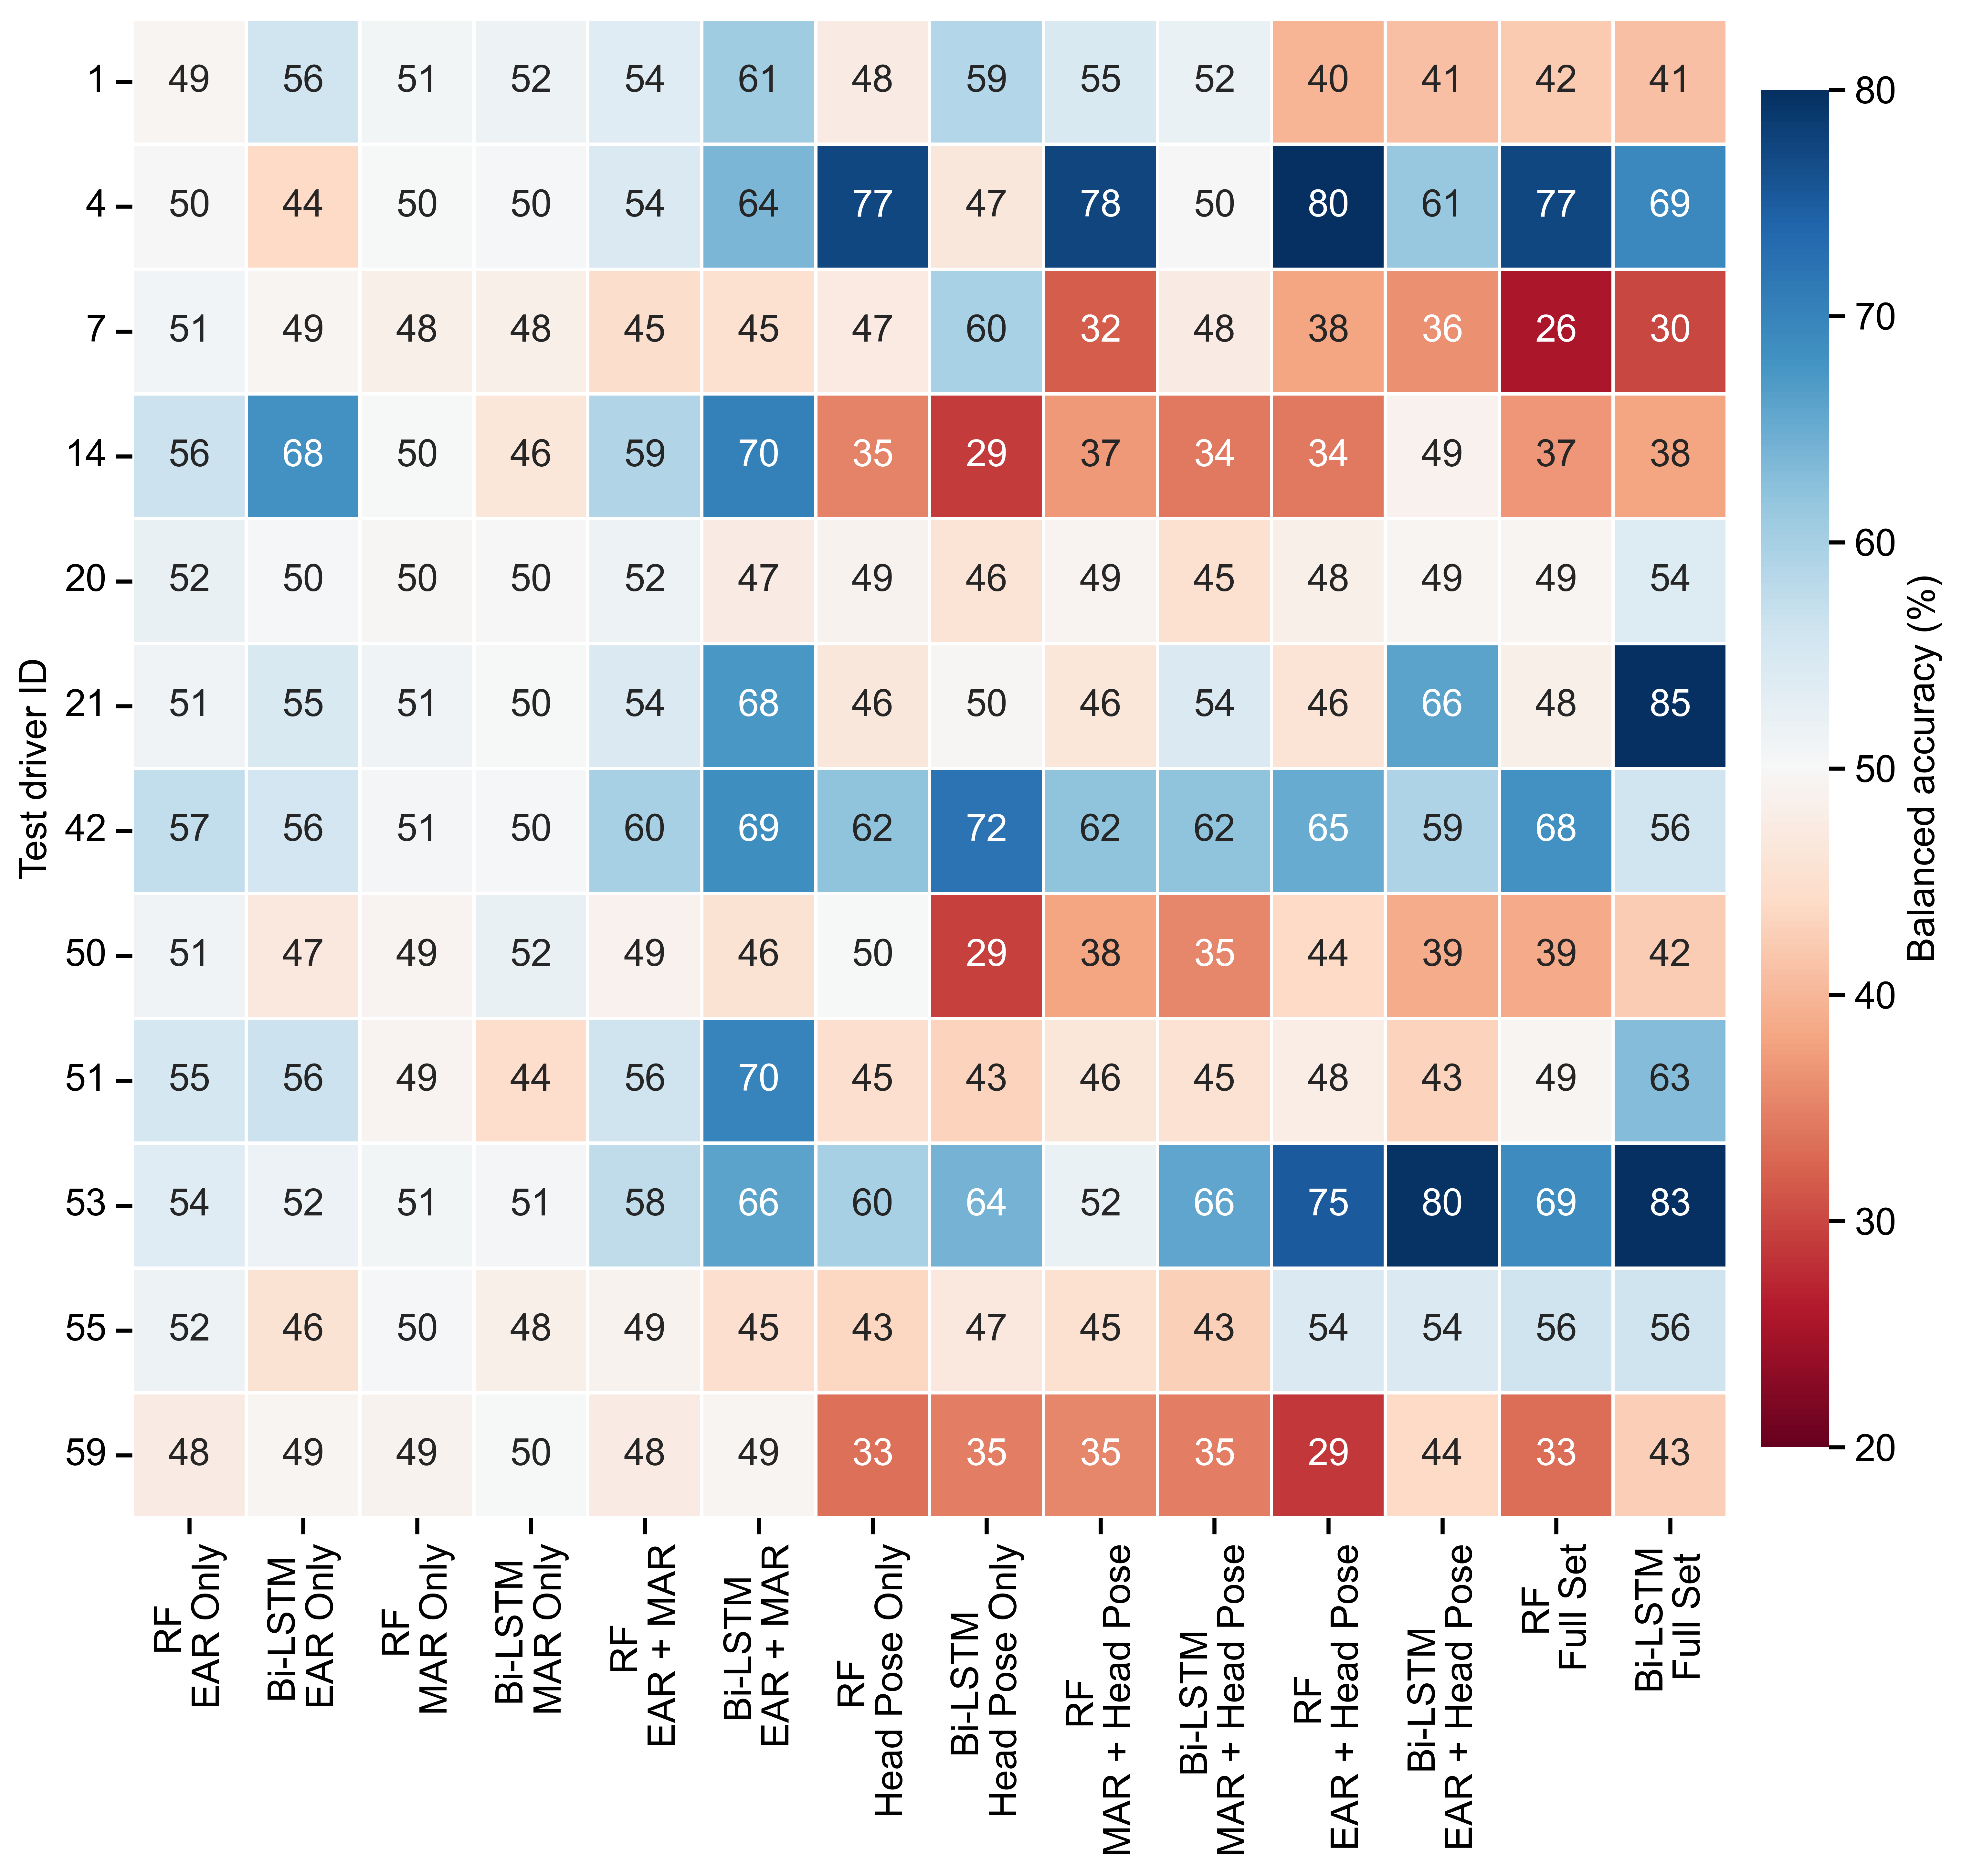 1 49 56 51 52 54 61 48 59 55 52 40 41 42 41
4 50 44 50 50 54 64 77 47 78 50 80 61 77 69
7 51 49 48 48 45 45 47 60 32 48 38 36 26 30
14 56 68 50 46 59 70 35 29 37 34 34 49 37 38
20 52 50 50 50 52 47 49 46 49 45 48 49 49 54
21 51 55 51 50 54 68 46 50 46 54 46 66 48 85
42 57 56 51 50 60 69 62 72 62 62 65 59 68 56
50 51 47 49 52 49 46 50 29 38 35 44 39 39 42
51 55 56 49 44 56 70 45 43 46 45 48 43 49 63
53 54 52 51 51 58 66 60 64 52 66 75 80 69 83
55 52 46 50 48 49 45 43 47 45 43 54 54 56 56
59 48 49 49 50 48 49 33 35 35 35 29 44 33 43
Test driver ID
RF
EAR Only
Bi-LSTM
EAR Only
RF
MAR Only
Bi-LSTM
MAR Only
RF
EAR + MAR
Bi-LSTM
EAR + MAR
RF
Head Pose Only
Bi-LSTM
Head Pose Only
RF
MAR + Head Pose
Bi-LSTM
MAR + Head Pose
RF
EAR + Head Pose
Bi-LSTM
EAR + Head Pose
RF
Full Set
Bi-LSTM
Full Set
80
70
60
50
40
30
20
Balanced accuracy (%)